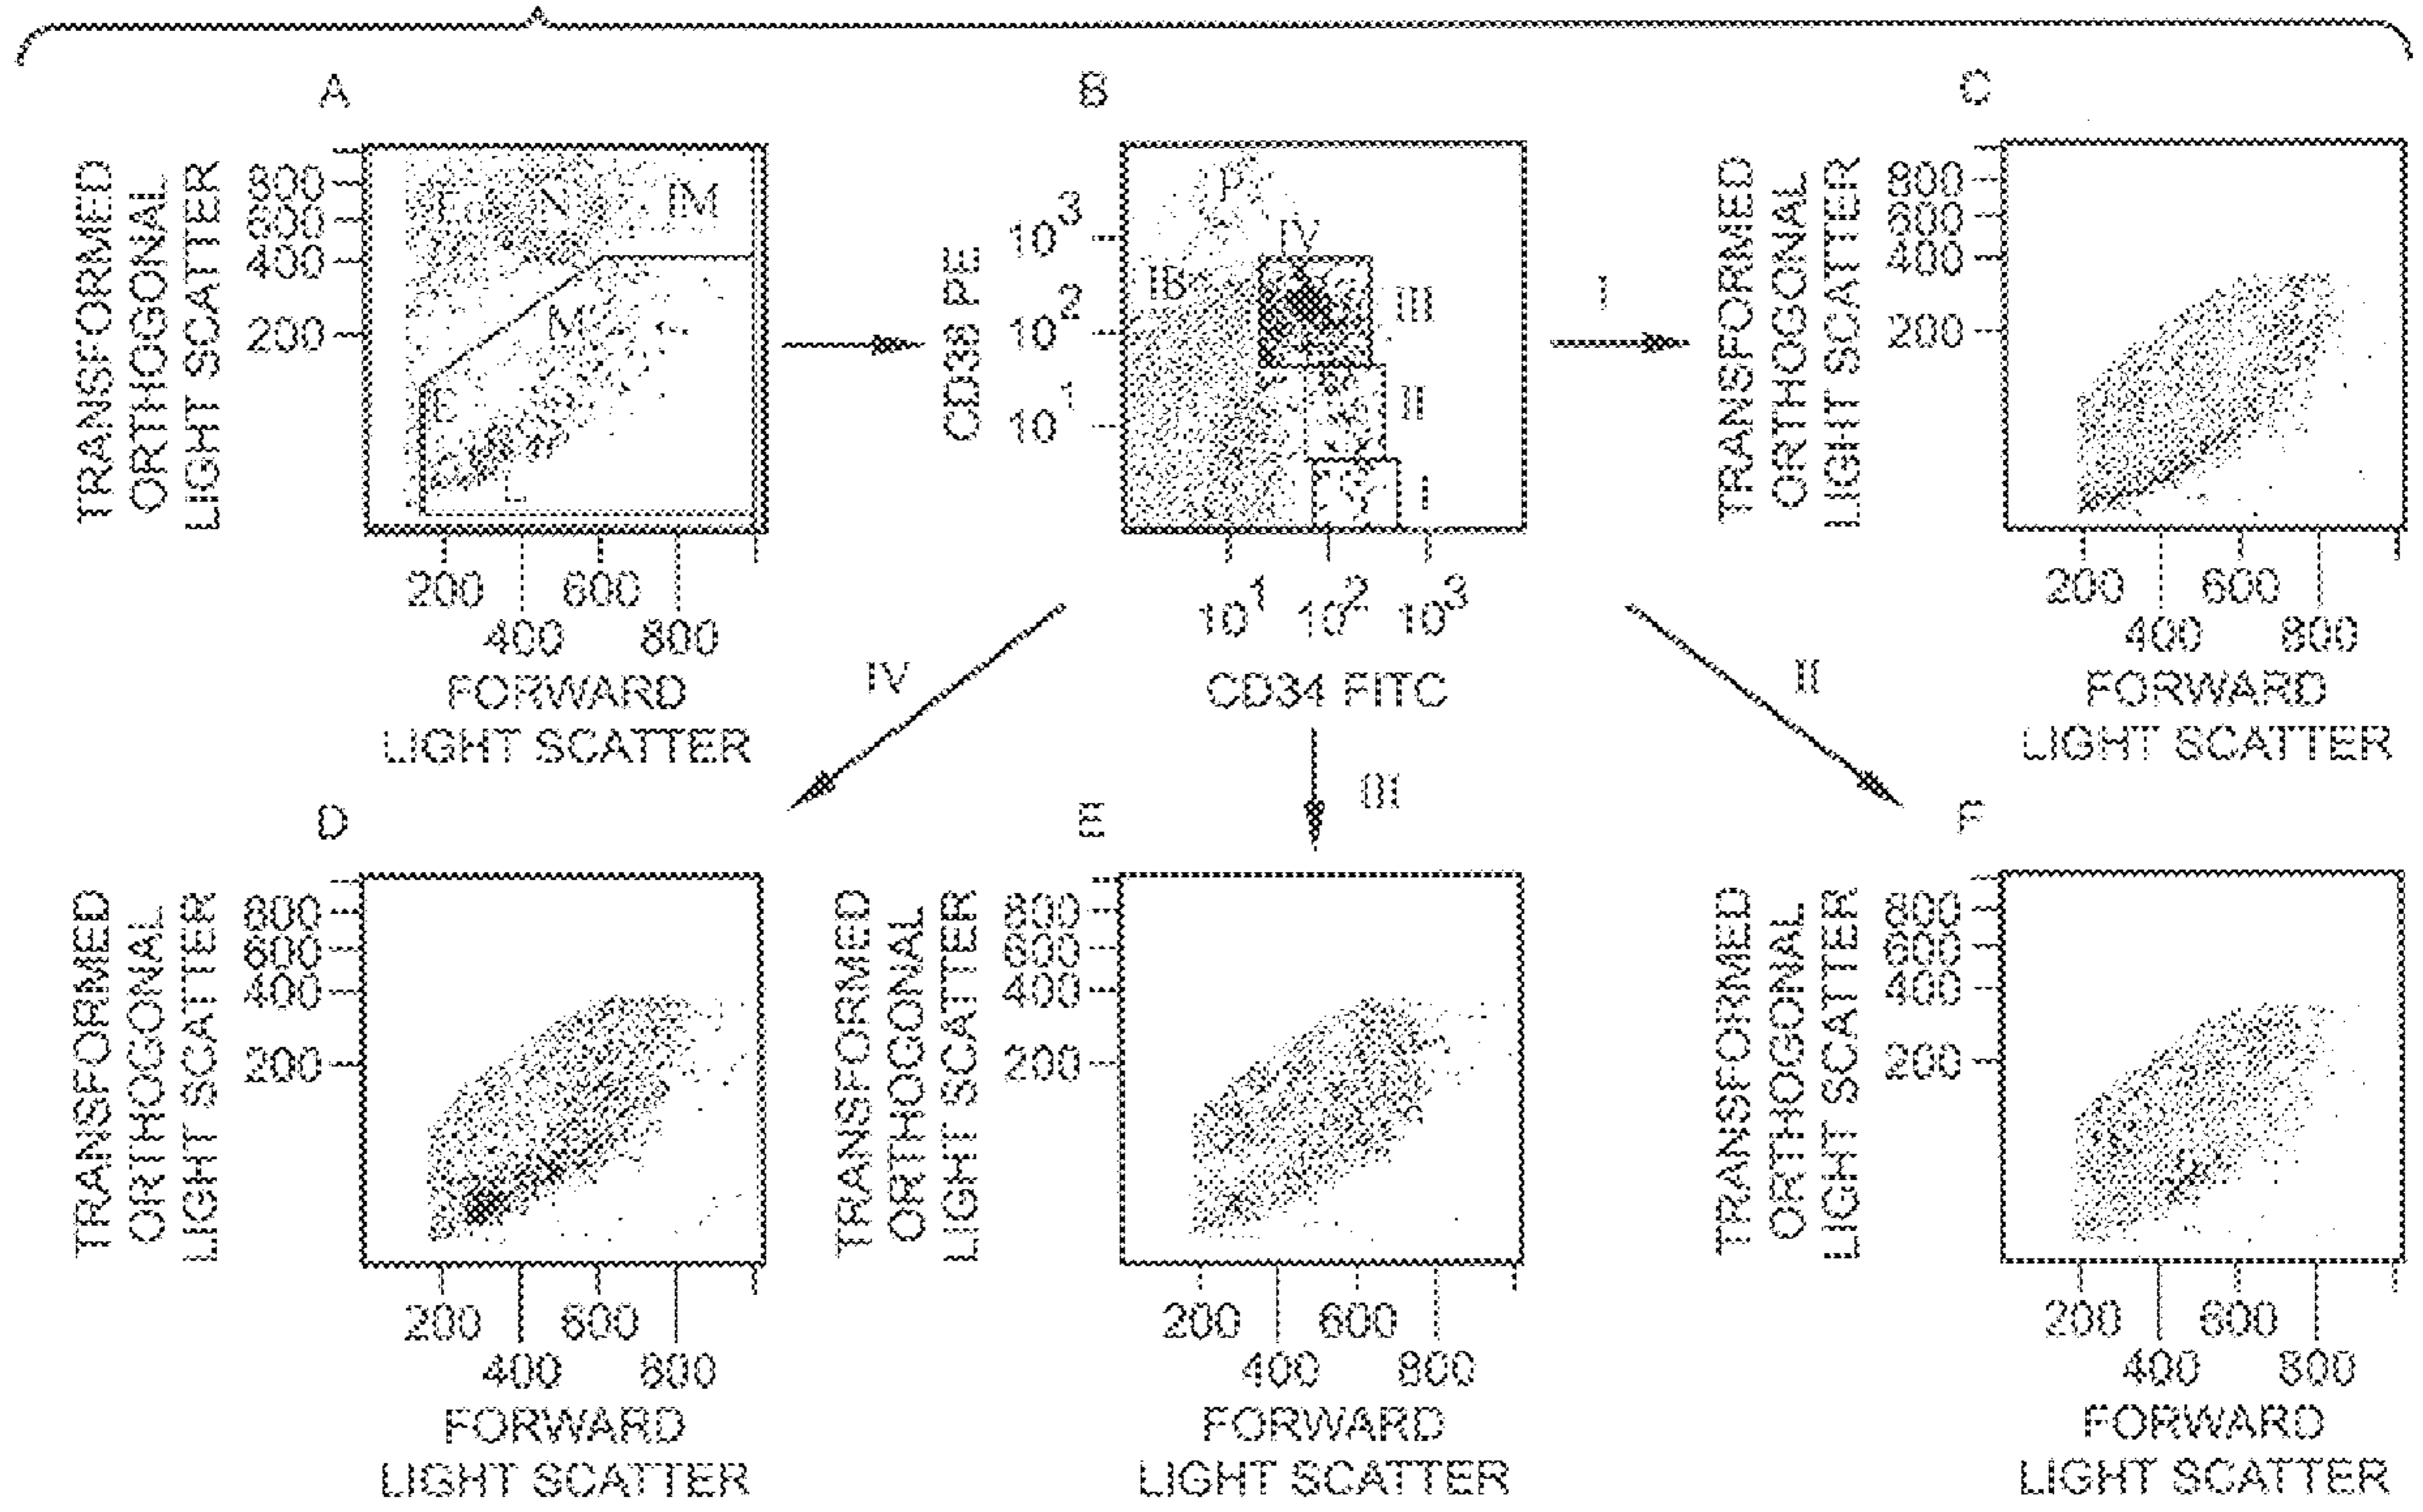 A
B
C
TRANSFORMED
ORTHOGONAL
LIGHT SCATTER
800
600
400
200
N
IM
M
E
L
200
600
400
800
FORWARD
LIGHT SCATTER
CD38 PE
10³
10²
10¹
P
IV
III
II
I
10¹ 10² 10³
CD34 FITC
I
TRANSFORMED
ORTHOGONAL
LIGHT SCATTER
800
600
400
200
200
600
400
800
FORWARD
LIGHT SCATTER
IV
III
II
D
E
F
TRANSFORMED
ORTHOGONAL
LIGHT SCATTER
800
600
400
200
200
600
400
800
FORWARD
LIGHT SCATTER
TRANSFORMED
ORTHOGONAL
LIGHT SCATTER
800
600
400
200
200
600
400
800
FORWARD
LIGHT SCATTER
TRANSFORMED
ORTHOGONAL
LIGHT SCATTER
800
600
400
200
200
600
400
800
FORWARD
LIGHT SCATTER